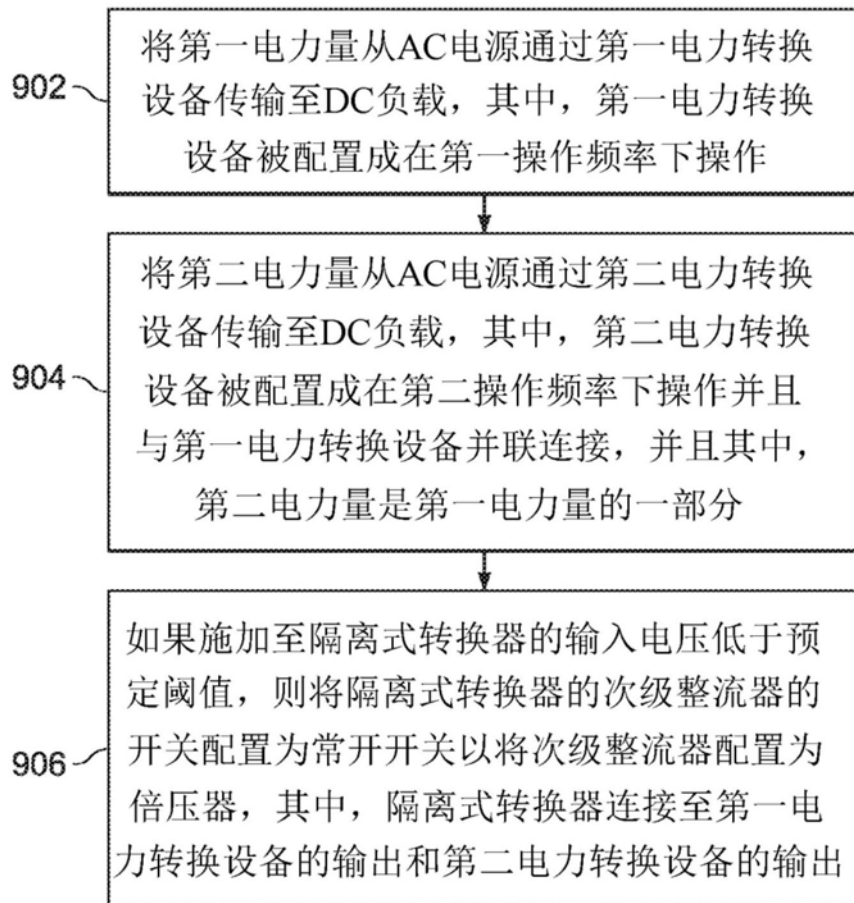 902
将第一电力量从AC电源通过第一电力转换
设备传输至DC负载，其中，第一电力转换
设备被配置成在第一操作频率下操作
904
将第二电力量从AC电源通过第二电力转换
设备传输至DC负载，其中，第二电力转换
设备被配置成在第二操作频率下操作并且
与第一电力转换设备并联连接，并且其中，
第二电力量是第一电力量的一部分
906
如果施加至隔离式转换器的输入电压低于预
定阈值，则将隔离式转换器的次级整流器的
开关配置为常开开关以将次级整流器配置为
倍压器，其中，隔离式转换器连接至第一电
力转换设备的输出和第二电力转换设备的输出